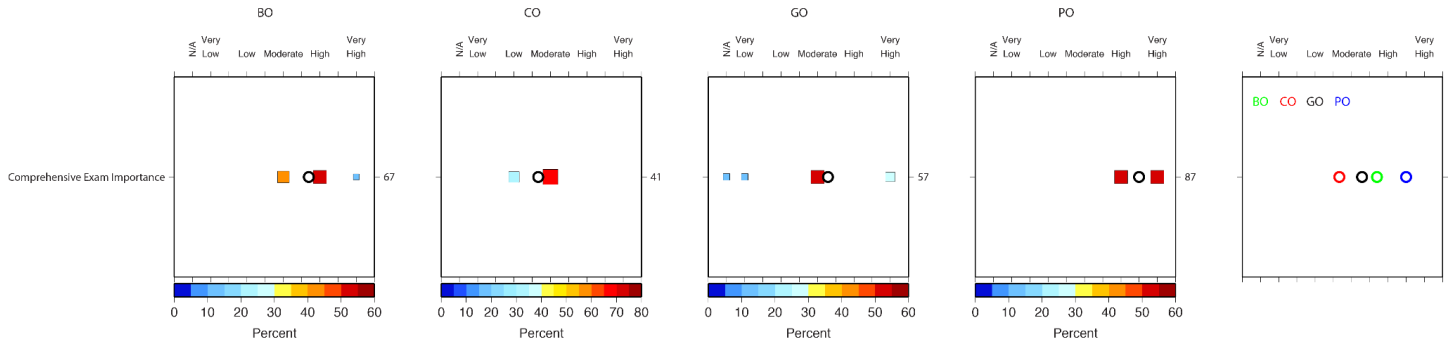 BO
N/A Very Low Low Moderate High Very High
Comprehensive Exam Importance
67
0 10 20 30 40 50 60
Percent
CO
N/A Very Low Low Moderate High Very High
41
0 10 20 30 40 50 60 70 80
Percent
GO
N/A Very Low Low Moderate High Very High
57
0 10 20 30 40 50 60
Percent
PO
N/A Very Low Low Moderate High Very High
87
0 10 20 30 40 50 60
Percent
N/A Very Low Low Moderate High Very High
BO CO GO PO